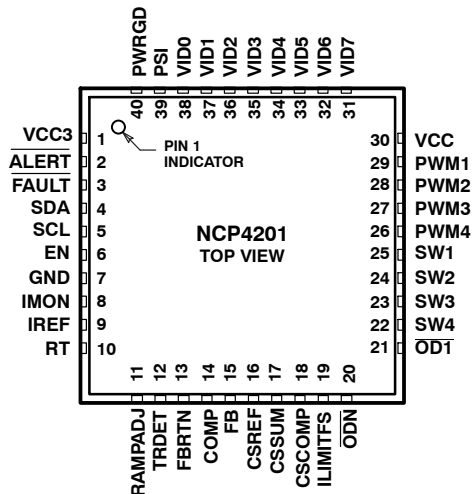 PWRGD
PSI
VID0
VID1
VID2
VID3
VID4
VID5
VID6
VID7
40
39
38
37
36
35
34
33
32
31
VCC3 1
ALERT 2
FAULT 3
SDA 4
SCL 5
EN 6
GND 7
IMON 8
IREF 9
RT 10
PIN 1
INDICATOR
NCP4201
TOP VIEW
30 VCC
29 PWM1
28 PWM2
27 PWM3
26 PWM4
25 SW1
24 SW2
23 SW3
22 SW4
21 OD1
11
12
13
14
15
16
17
18
19
20
RAMPADJ
TRDET
FBRTN
COMP
FB
CSREF
CSSUM
CSCOMP
ILIMITFS
ODN